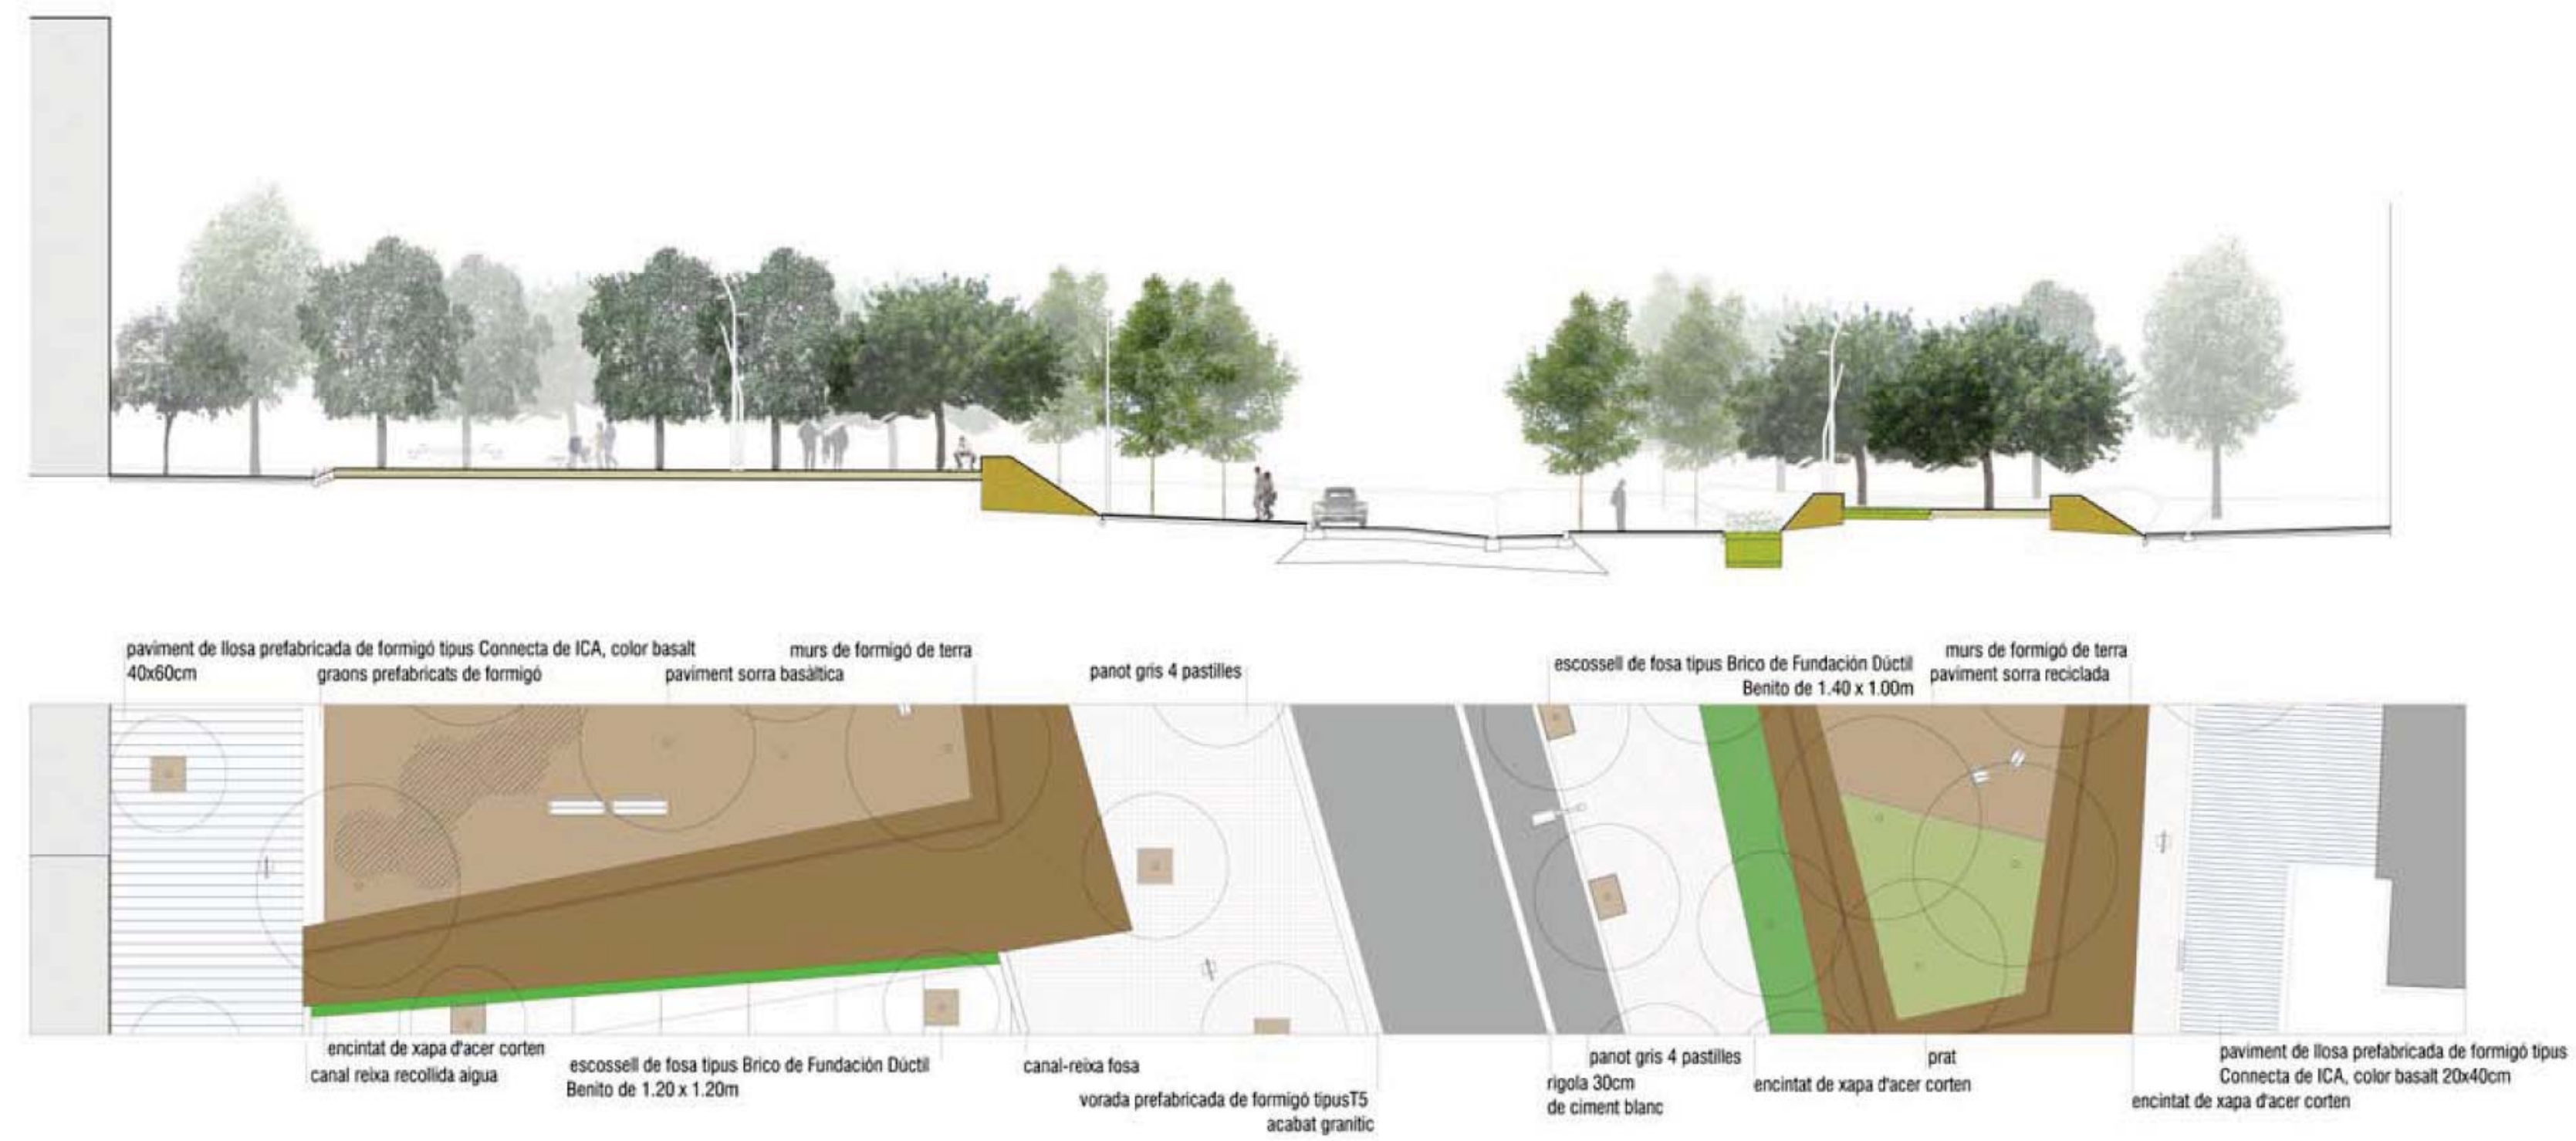 paviment de llosa prefabricada de formigó tipus Connecta de ICA, color basalt
40x60cm
graons prefabricats de formigó
paviment sorra basàltica
murs de formigó de terra
panot gris 4 pastilles
escossell de fosa tipus Brico de Fundación Dúctil
Benito de 1.40 x 1.00m
murs de formigó de terra
paviment sorra reciclada
encintat de xapa d'acer corten
canal reixa recollida aigua
escossell de fosa tipus Brico de Fundación Dúctil
Benito de 1.20 x 1.20m
canal-reixa fosa
vorada prefabricada de formigó tipusT5
acabat granític
rigola 30cm
de ciment blanc
panot gris 4 pastilles
encintat de xapa d'acer corten
prat
paviment de llosa prefabricada de formigó tipus
Connecta de ICA, color basalt 20x40cm
encintat de xapa d'acer corten